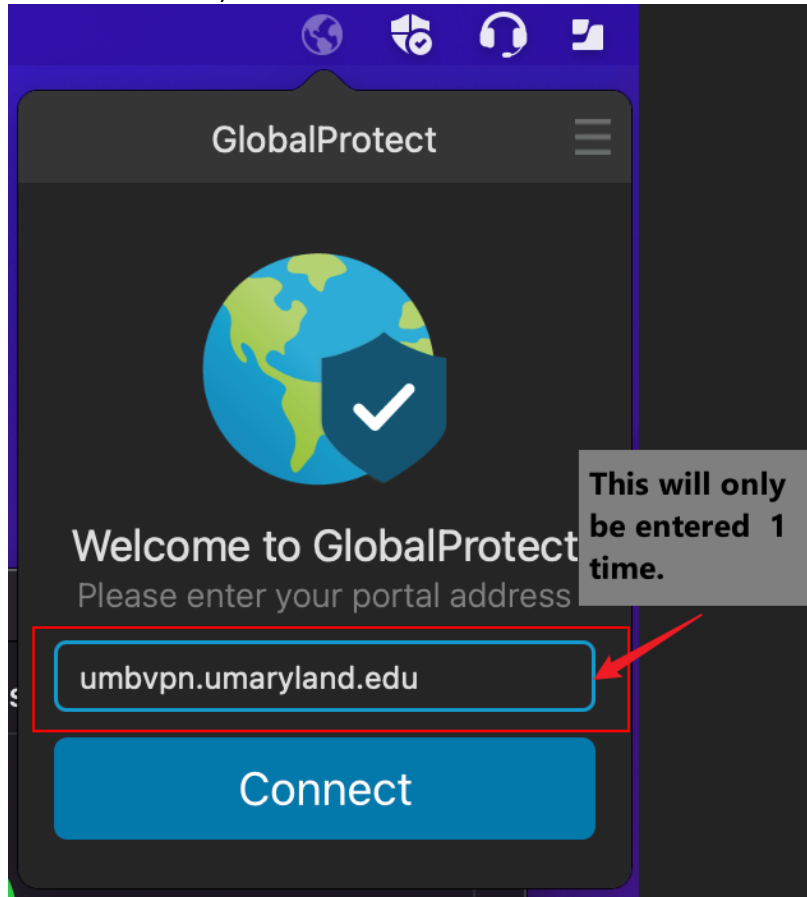 GlobalProtect
Welcome to GlobalProtect
Please enter your portal address
This will only
be entered 1
time.
umbvpn.umaryland.edu
Connect